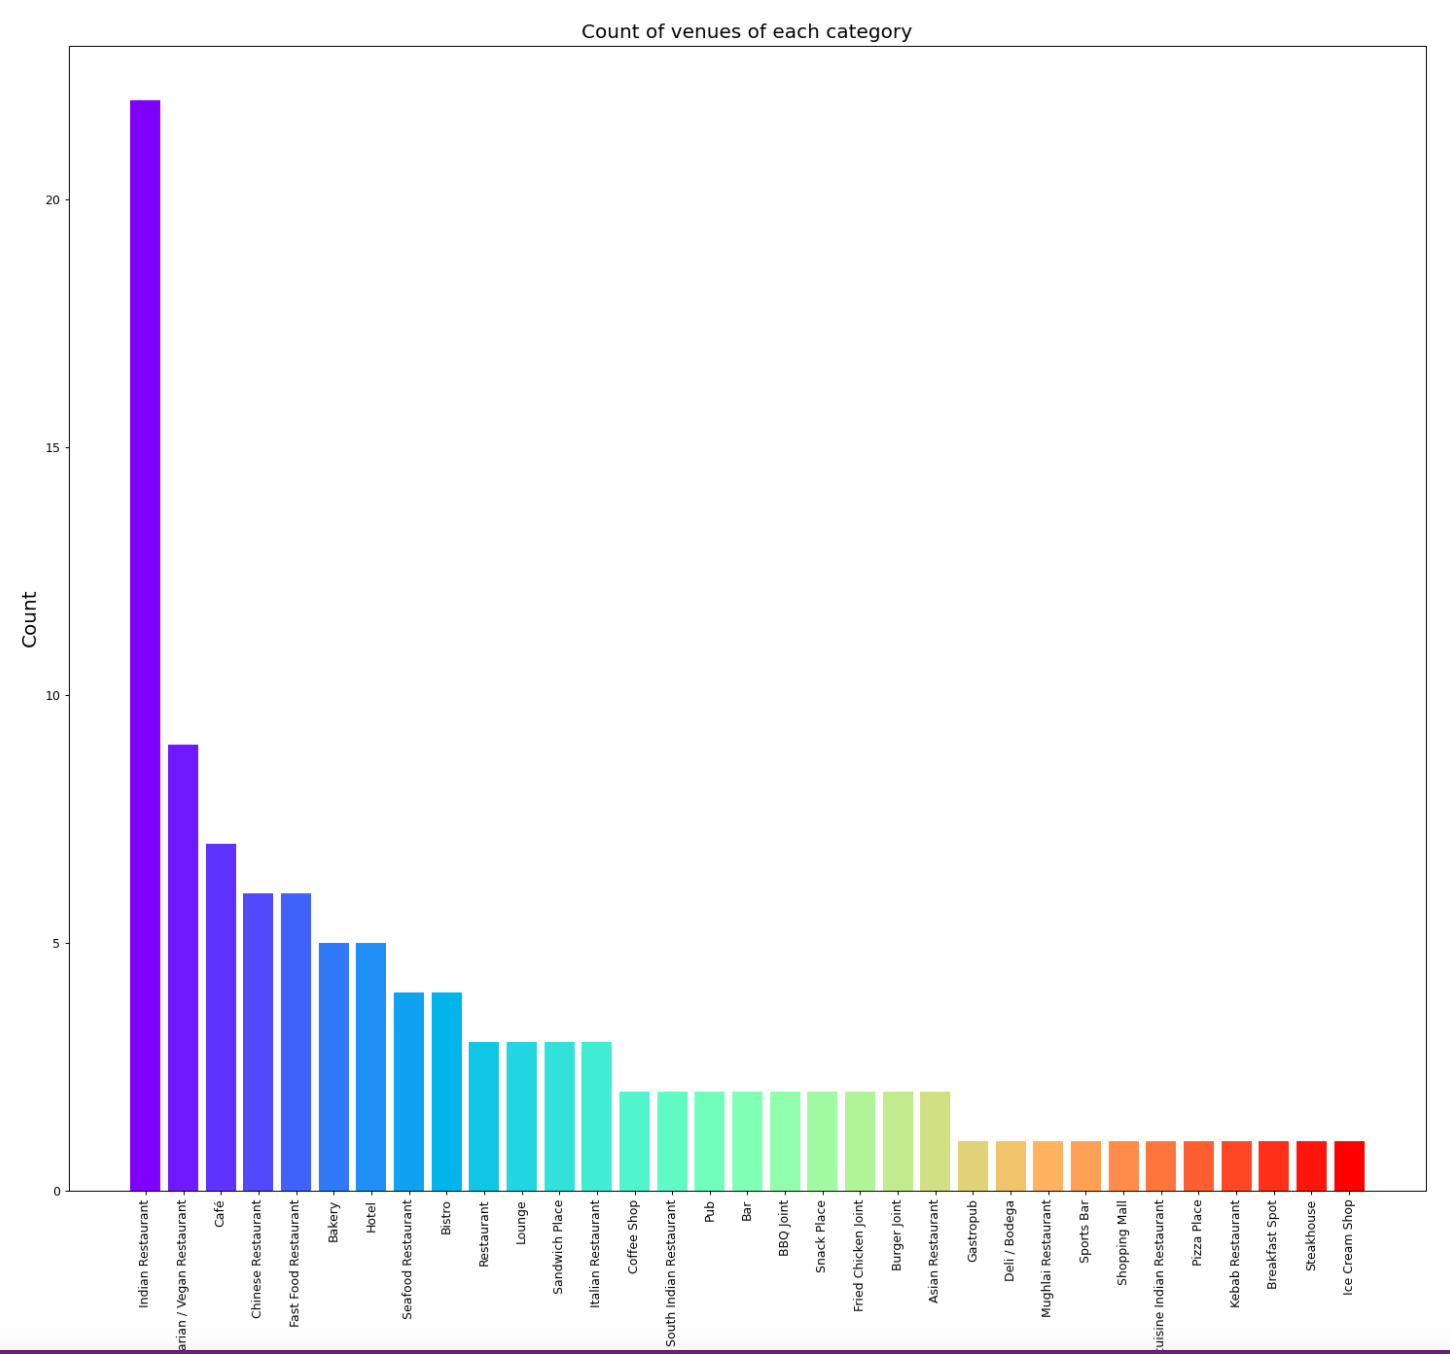 Count of venues of each category
Count
20
15
10
5
0
Indian Restaurant
/ Vegan Restaurant
Café
Chinese Restaurant
Fast Food Restaurant
Bakery
Hotel
Seafood Restaurant
Bistro
Restaurant
Lounge
Sandwich Place
Italian Restaurant
Coffee Shop
South Indian Restaurant
Pub
Bar
BBQ Joint
Snack Place
Fried Chicken Joint
Burger Joint
Asian Restaurant
Gastropub
Deli / Bodega
Mughlai Restaurant
Sports Bar
Shopping Mall
Indian Restaurant
Pizza Place
Kebab Restaurant
Breakfast Spot
Steakhouse
Ice Cream Shop